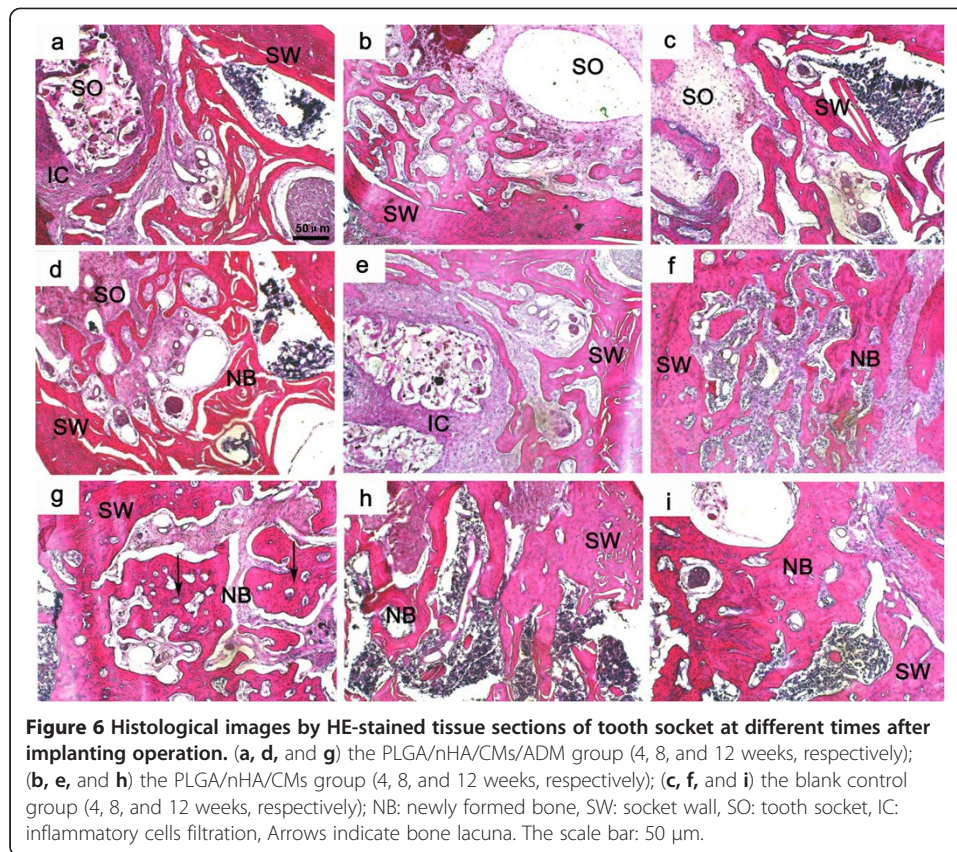 a
SO
SW
IC
50 μm
b
SO
SW
c
SO
SW
d
SO
NB
SW
e
SW
IC
f
SW
NB
g
SW
NB
h
SW
NB
i
NB
SW
Figure 6 Histological images by HE-stained tissue sections of tooth socket at different times after
implanting operation. (a, d, and g) the PLGA/nHA/CMs/ADM group (4, 8, and 12 weeks, respectively);
(b, e, and h) the PLGA/nHA/CMs group (4, 8, and 12 weeks, respectively); (c, f, and i) the blank control
group (4, 8, and 12 weeks, respectively); NB: newly formed bone, SW: socket wall, SO: tooth socket, IC:
inflammatory cells filtration, Arrows indicate bone lacuna. The scale bar: 50 μm.